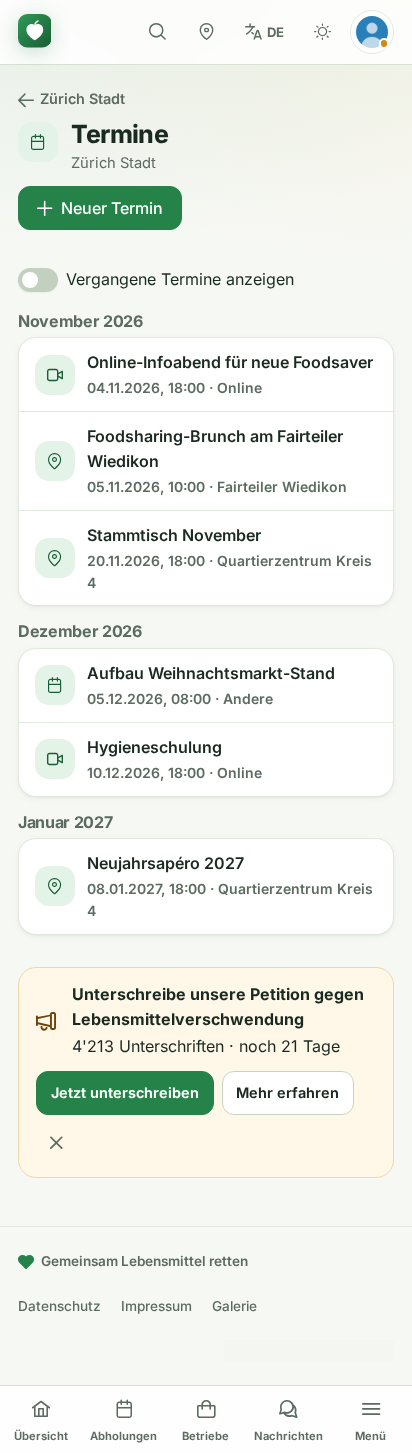 DE
Zürich Stadt
Termine
Zürich Stadt
Neuer Termin
Vergangene Termine anzeigen
November 2026
Online-Infoabend für neue Foodsaver
04.11.2026, 18:00 · Online
Foodsharing-Brunch am Fairteiler
Wiedikon
05.11.2026, 10:00 · Fairteiler Wiedikon
Stammtisch November
20.11.2026, 18:00 · Quartierzentrum Kreis
4
Dezember 2026
Aufbau Weihnachtsmarkt-Stand
05.12.2026, 08:00 · Andere
Hygieneschulung
10.12.2026, 18:00 · Online
Januar 2027
Neujahrsapéro 2027
08.01.2027, 18:00 · Quartierzentrum Kreis
4
Unterschreibe unsere Petition gegen
Lebensmittelverschwendung
4'213 Unterschriften · noch 21 Tage
Jetzt unterschreiben Mehr erfahren
Gemeinsam Lebensmittel retten
Datenschutz Impressum Galerie
Übersicht Abholungen Betriebe Nachrichten Menü